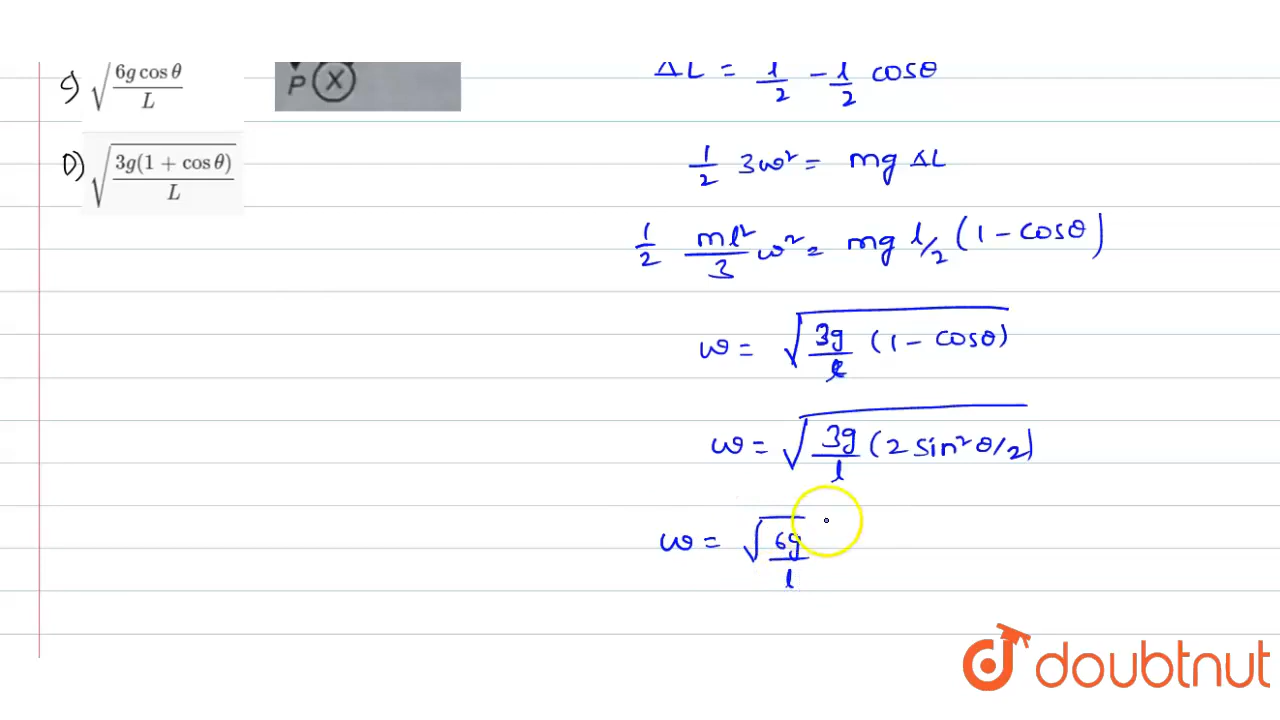 C) √(6g cos θ / L)
D) √(3g(1 + cos θ) / L)
P X
ΔL = l/2 - l/2 cosθ
1/2 3ω² = mg ΔL
1/2 ml²/3 ω² = mg l/2 (1 - cosθ)
ω = √(3g/l (1 - cosθ))
ω = √(3g/l (2 sin² θ/2))
ω = √(6g/l)
doubtnut